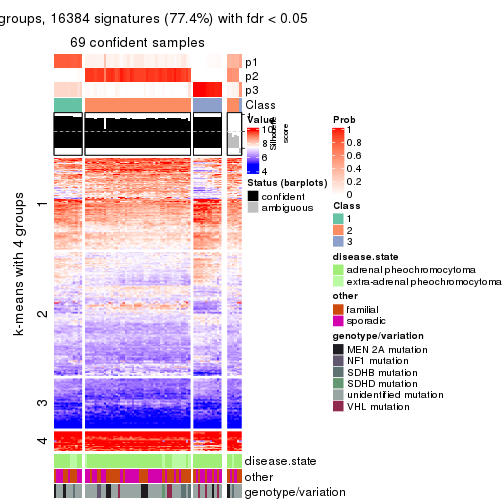 groups, 16384 signatures (77.4%) with fdr < 0.05
69 confident samples
p1
p2
p3
Class
1
Silhouette
score
k-means with 4 groups
1
2
3
4
disease.state
other
genotype/variation
Value
10
8
6
4
Status (barplots)
confident
ambiguous
Prob
1
0.8
0.6
0.4
0.2
0
Class
1
2
3
disease.state
adrenal pheochromocytoma
extra-adrenal pheochromocytoma
other
familial
sporadic
genotype/variation
MEN 2A mutation
NF1 mutation
SDHB mutation
SDHD mutation
unidentified mutation
VHL mutation